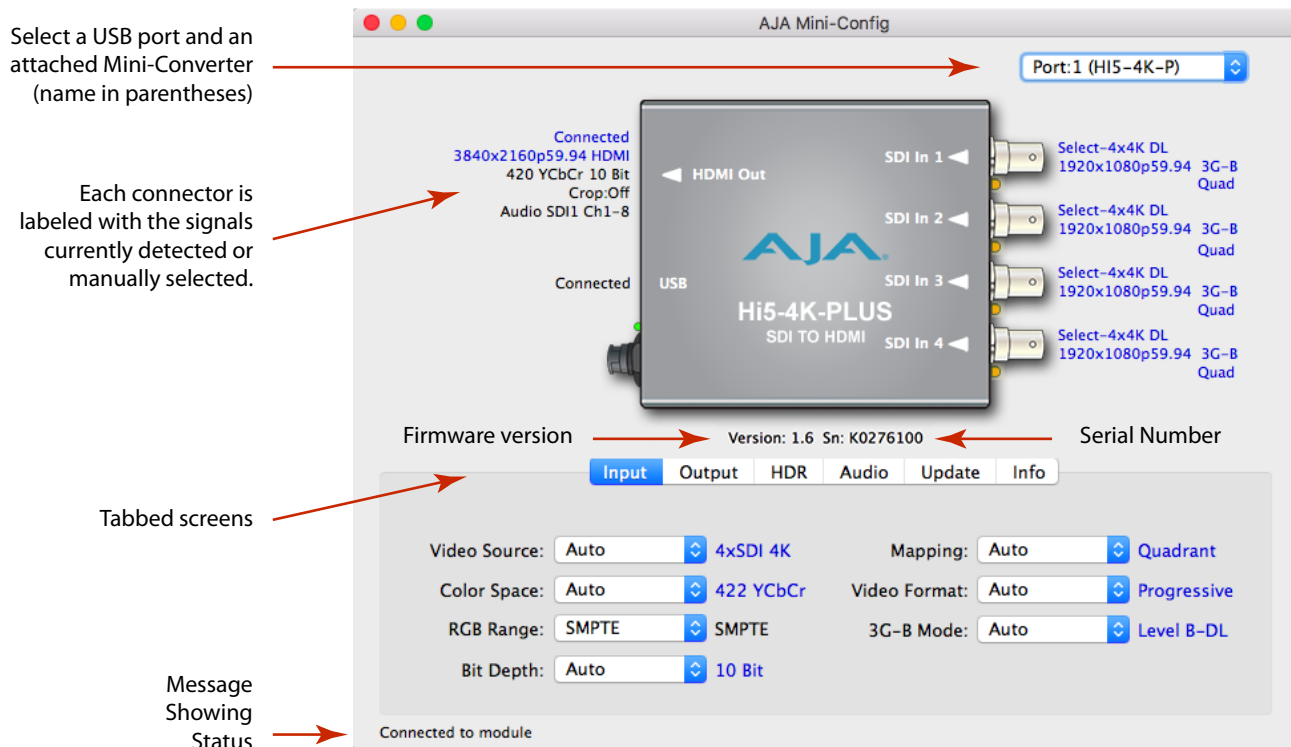 AJA Mini-Config
Select a USB port and an
attached Mini-Converter
(name in parentheses)
Port:1 (HI5-4K-P)
Connected
3840x2160p59.94 HDMI
420 YCbCr 10 Bit
Crop:Off
Audio SDI1 Ch1-8
HDMI Out
SDI In 1
Select-4x4K DL
1920x1080p59.94 3G-B
Quad
Each connector is
labeled with the signals
currently detected or
manually selected.
SDI In 2
Select-4x4K DL
1920x1080p59.94 3G-B
Quad
AJA
Connected
USB
SDI In 3
Select-4x4K DL
1920x1080p59.94 3G-B
Quad
Hi5-4K-PLUS
SDI TO HDMI
SDI In 4
Select-4x4K DL
1920x1080p59.94 3G-B
Quad
Firmware version
Version: 1.6 Sn: K0276100
Serial Number
Input Output HDR Audio Update Info
Tabbed screens
Video Source: Auto 4xSDI 4K
Mapping: Auto Quadrant
Color Space: Auto 422 YCbCr
Video Format: Auto Progressive
RGB Range: SMPTE SMPTE
3G-B Mode: Auto Level B-DL
Bit Depth: Auto 10 Bit
Message
Showing
Status
Connected to module